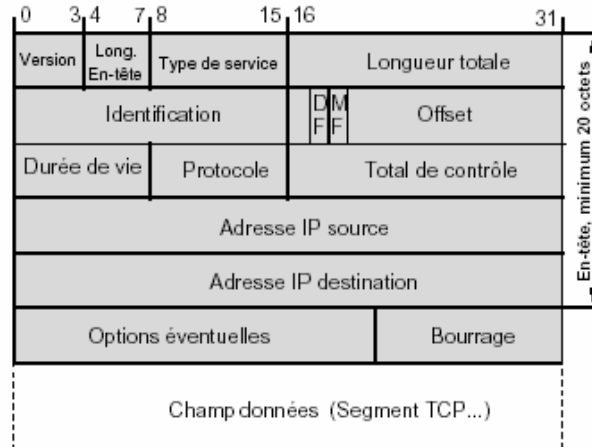 0 3 4 7 8 15 16 31
Version Long. En-tête Type de service Longueur totale
Identification DF MF Offset
Durée de vie Protocole Total de contrôle
Adresse IP source
Adresse IP destination
Options éventuelles Bourrage
Champ données (Segment TCP...)
En-tête, minimum 20 octets